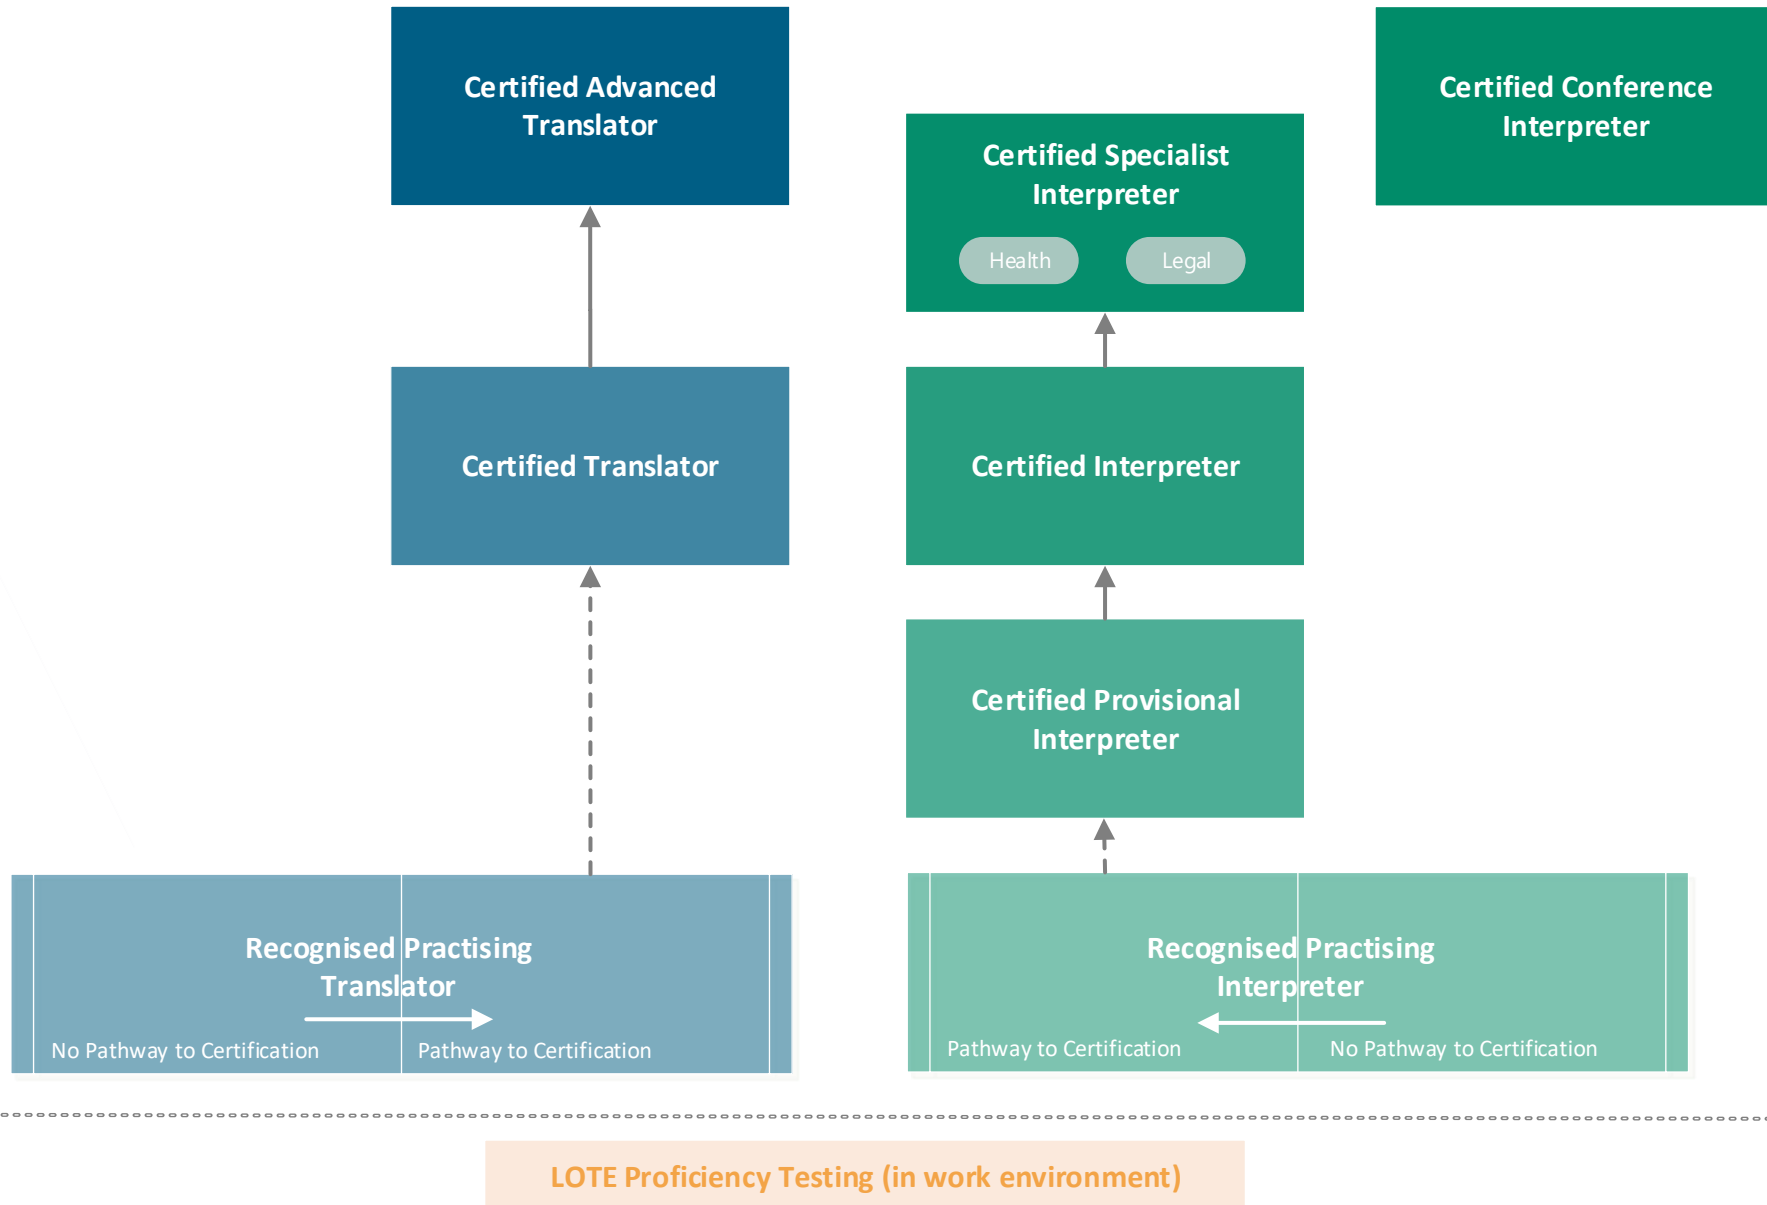 Certified Advanced
Translator
Certified Conference
Interpreter
Certified Specialist
Interpreter
Health
Legal
Certified Translator
Certified Interpreter
Certified Provisional
Interpreter
Recognised Practising
Translator
No Pathway to Certification
Pathway to Certification
Recognised Practising
Interpreter
Pathway to Certification
No Pathway to Certification
LOTE Proficiency Testing (in work environment)